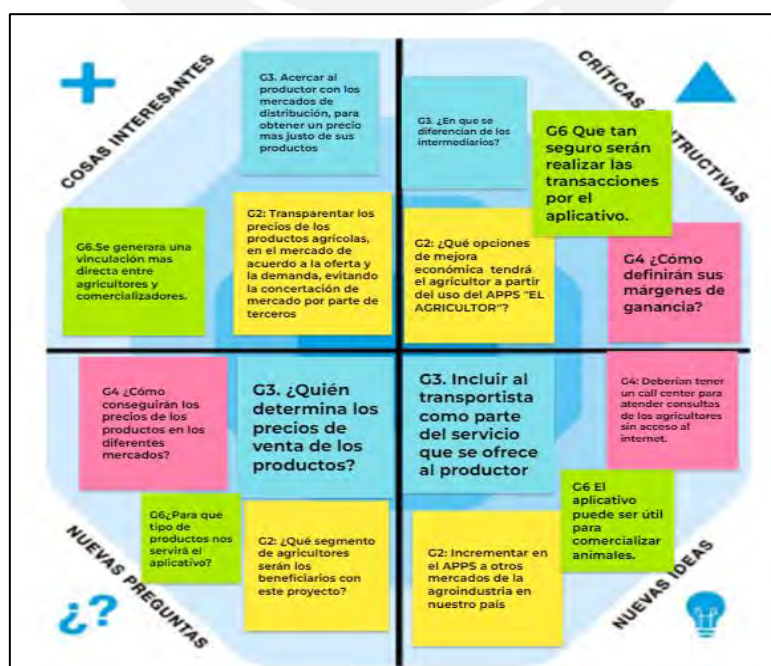 COSAS INTERESANTES
G3. Acercar al
productor con los
mercados de
distribución, para
obtener un precio
mas justo de sus
productos
G6.Se generara una
vinculación mas
directa entre
agricultores y
comercializadores.
G2: Transparentar los
precios de los
productos agrícolas,
en el mercado de
acuerdo a la oferta y
la demanda, evitando
la concertación de
mercado por parte de
terceros
CRÍTICAS
CTIVAS
G3. ¿En que se
diferencian de los
intermediarios?
G6 Que tan
seguro serán
realizar las
transacciones
por el
aplicativo.
G2: ¿Qué opciones
de mejora
económica tendrá
el agricultor a partir
del uso del APPS "EL
AGRICULTOR"?
G4 ¿Cómo
definirán sus
márgenes de
ganancia?
G4 ¿Cómo
conseguirán los
precios de los
productos en los
diferentes
mercados?
G3. ¿Quién
determina los
precios de
venta de los
productos?
G6¿Para que
tipo de
productos nos
servirá el
aplicativo?
G2: ¿Qué segmento
de agricultores
serán los
beneficiarios con
este proyecto?
NUEVAS PREGUNTAS
¿?
G3. Incluir al
transportista
como parte
del servicio
que se ofrece
al productor
G4: Deberían tener
un call center para
atender consultas
de los agricultores
sin acceso al
internet.
G6 El
aplicativo
puede ser útil
para
comercializar
animales.
G2: Incrementar en
el APPS a otros
mercados de la
agroindustria en
nuestro país
NUEVAS IDEAS